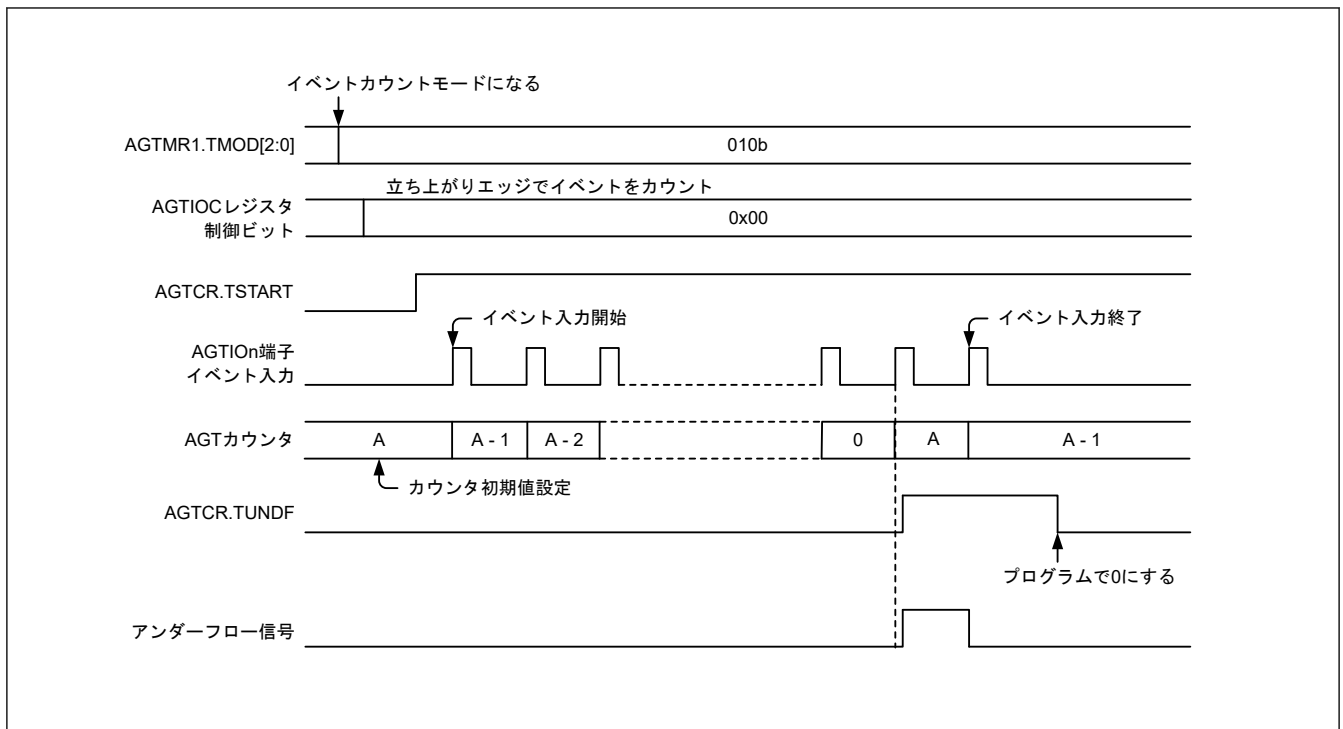 イベントカウントモードになる
AGTMR1.TMOD[2:0]
010b
立ち上がりエッジでイベントをカウント
AGTIOCレジスタ
制御ビット
0x00
AGTCR.TSTART
イベント入力開始
イベント入力終了
AGTIOn端子
イベント入力
AGTカウンタ
A
A - 1
A - 2
0
A
A - 1
カウンタ初期値設定
AGTCR.TUNDF
プログラムで0にする
アンダーフロー信号